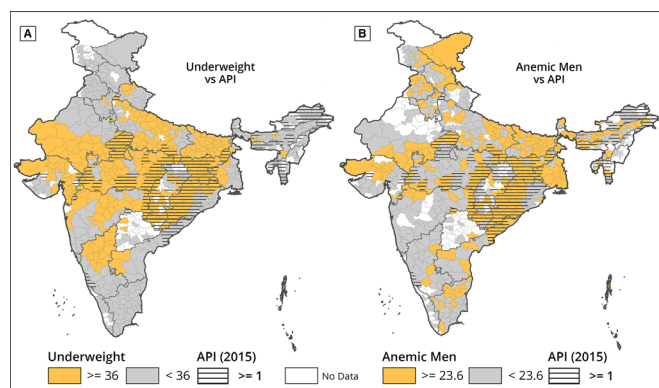 A
Underweight
vs API
B
Anemic Men
vs API
Underweight
API (2015)
>= 36
< 36
>= 1
No Data
Anemic Men
API (2015)
>= 23.6
< 23.6
>= 1